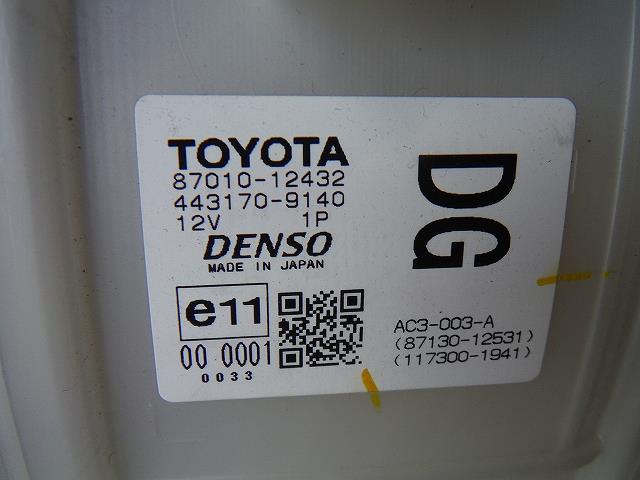 TOYOTA
87010-12432
443170-9140
12V 1P
DENSO
MADE IN JAPAN
DG
e11
00 0001
0033
AC3-003-A
(87130-12531)
(117300-1941)